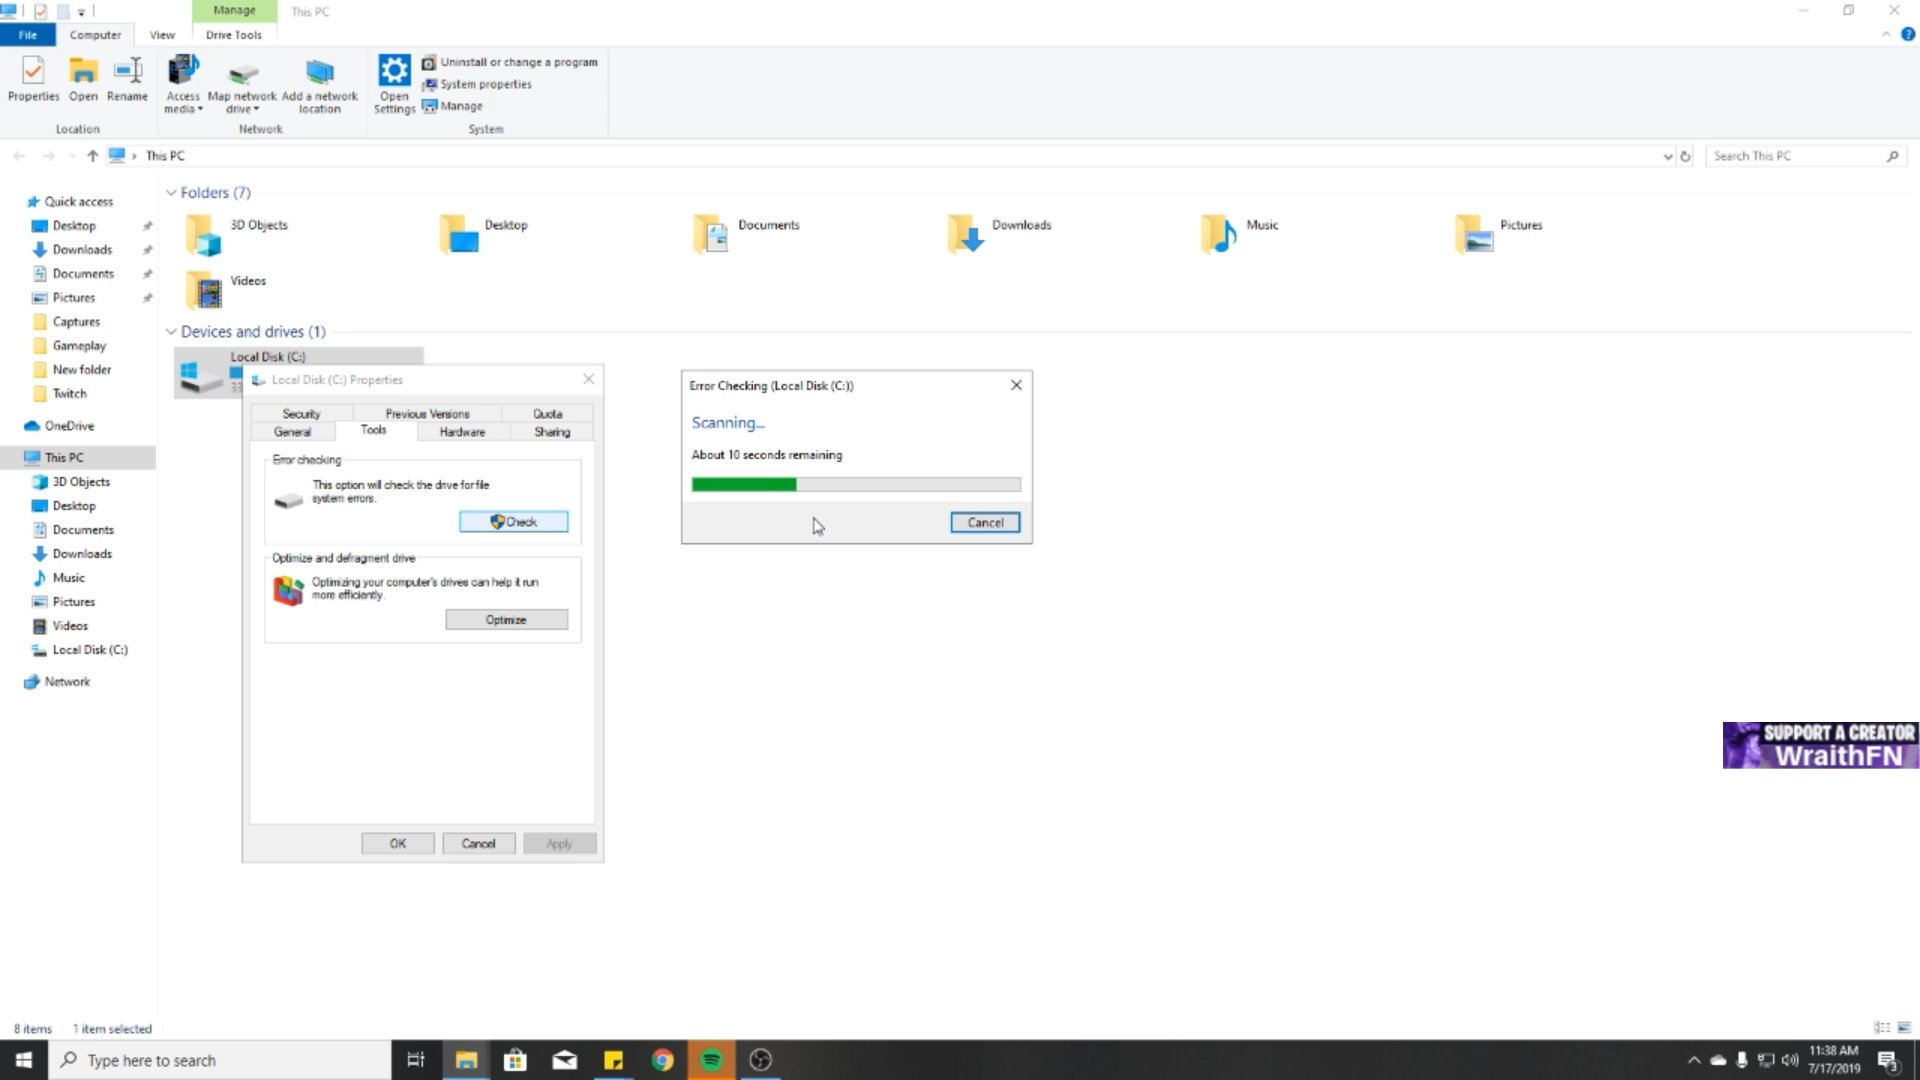 Manage
This PC
File
Computer
View
Drive Tools
Properties
Open
Rename
Access media
Map network drive
Add a network location
Open Settings
Uninstall or change a program
System properties
Manage
Location
Network
System
This PC
Search This PC
Quick access
Desktop
Downloads
Documents
Pictures
Captures
Gameplay
New folder
Twitch
OneDrive
This PC
3D Objects
Desktop
Documents
Downloads
Music
Pictures
Videos
Local Disk (C:)
Network
Folders (7)
3D Objects
Desktop
Documents
Downloads
Music
Pictures
Videos
Devices and drives (1)
Local Disk (C:)
Local Disk (C:) Properties
Security
Previous Versions
Quota
General
Tools
Hardware
Sharing
Error checking
This option will check the drive for file
system errors.
Check
Optimize and defragment drive
Optimizing your computer's drives can help it run
more efficiently.
Optimize
OK
Cancel
Apply
Error Checking (Local Disk (C:))
Scanning...
About 10 seconds remaining
Cancel
SUPPORT A CREATOR
WraithFN
8 items
1 item selected
Type here to search
11:38 AM
7/17/2019
3